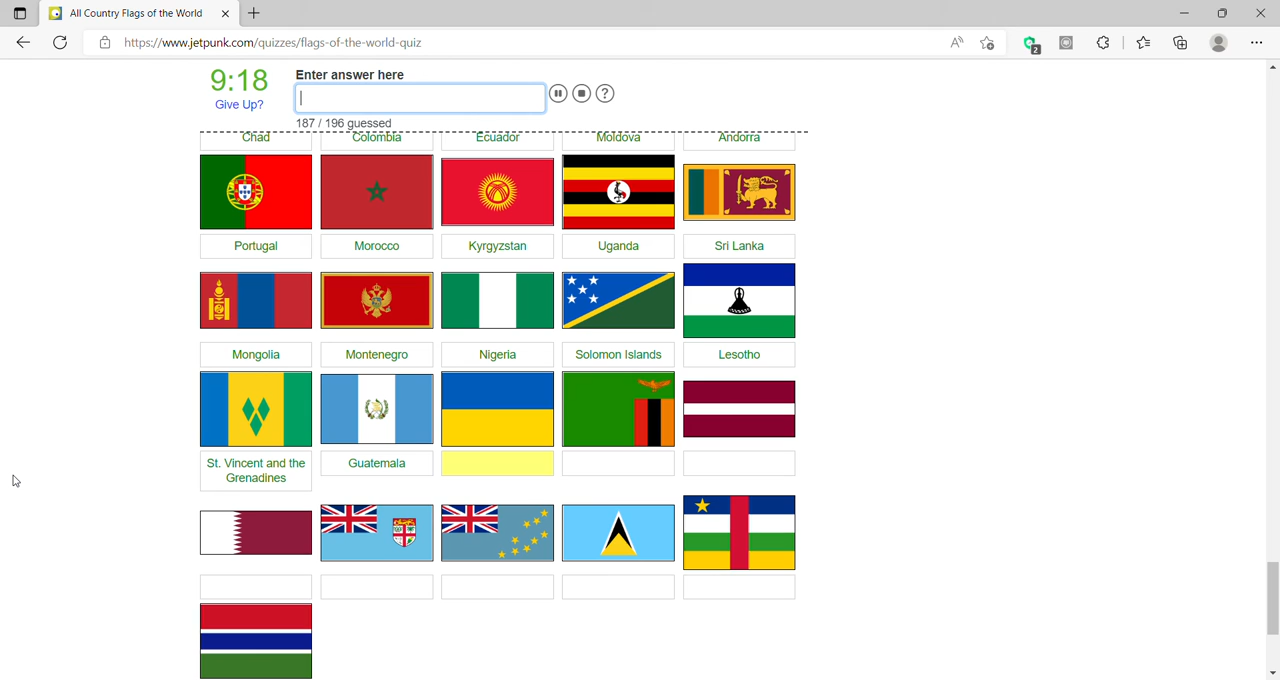 All Country Flags of the World
https://www.jetpunk.com/quizzes/flags-of-the-world-quiz
2
9:18
Give Up?
Enter answer here
187 / 196 guessed
Chad Colombia Ecuador Moldova Andorra
Portugal Morocco Kyrgyzstan Uganda Sri Lanka
Mongolia Montenegro Nigeria Solomon Islands Lesotho
St. Vincent and the
Grenadines
Guatemala